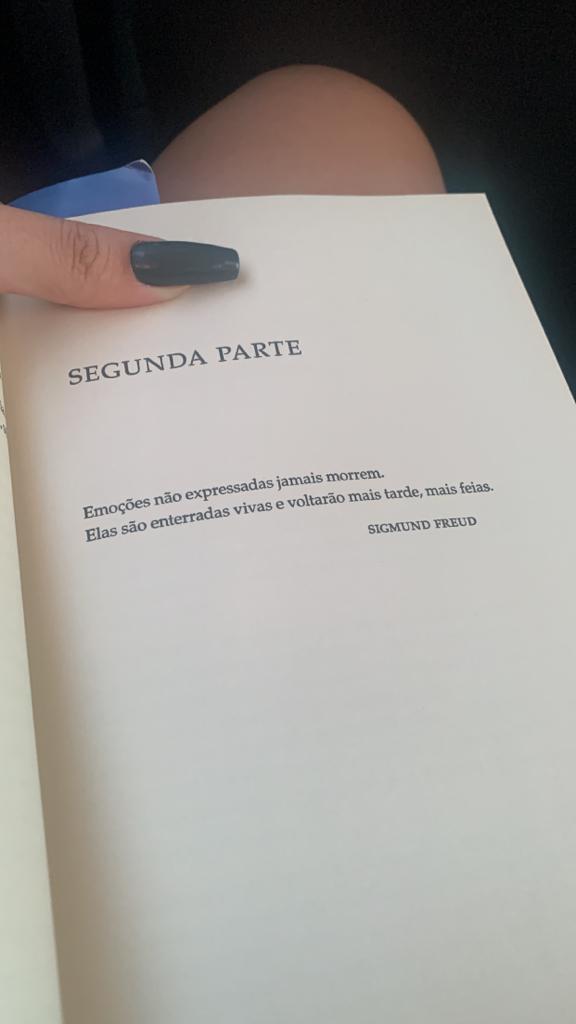 SEGUNDA PARTE
Emoções não expressadas jamais morrem.
Elas são enterradas vivas e voltarão mais tarde, mais feias.
SIGMUND FREUD